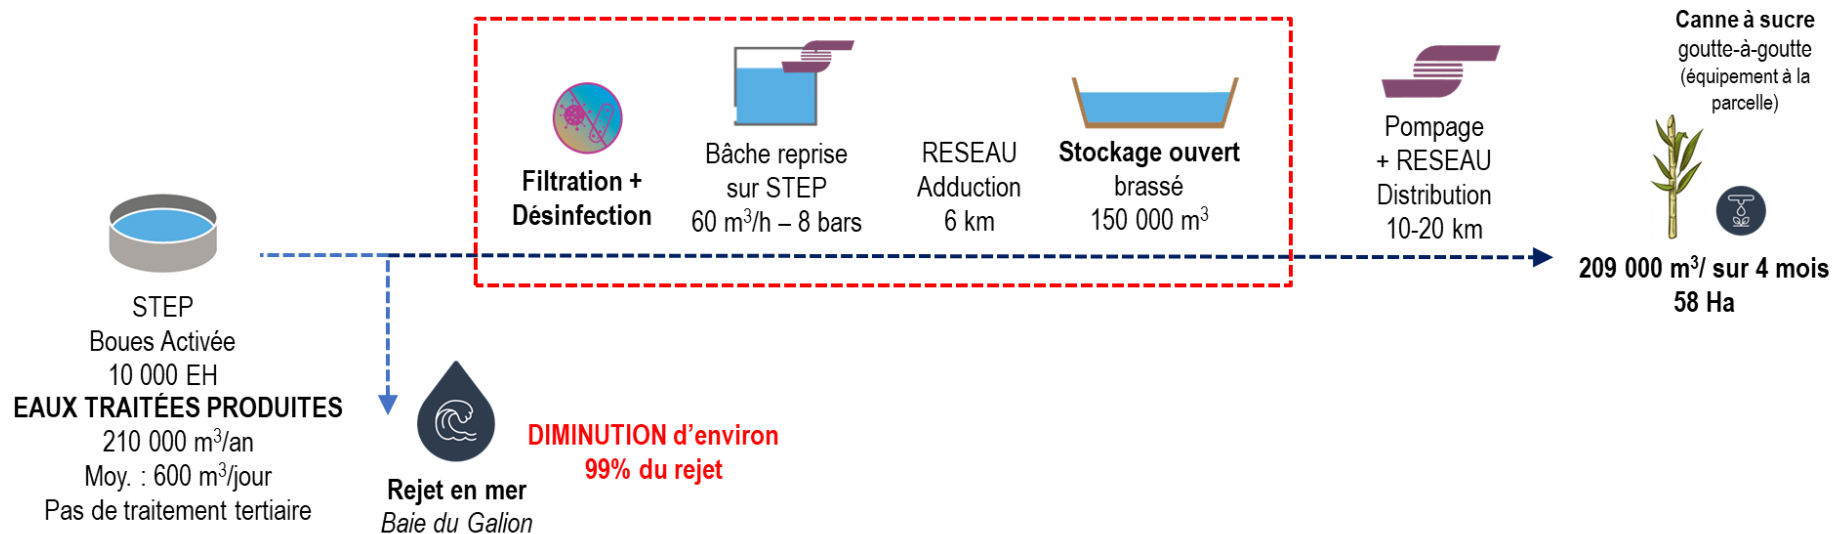 STEP
Boues Activée
10 000 EH
EAUX TRAITÉES PRODUITES
210 000 m³/an
Moy. : 600 m³/jour
Pas de traitement tertiaire
Rejet en mer
Baie du Galion
DIMINUTION d’environ
99% du rejet
Filtration +
Désinfection
Bâche reprise
sur STEP
60 m³/h – 8 bars
RESEAU
Adduction
6 km
Stockage ouvert
brassé
150 000 m³
Pompage
+ RESEAU
Distribution
10-20 km
Canne à sucre
goutte-à-goutte
(équipement à la
parcelle)
209 000 m³/ sur 4 mois
58 Ha